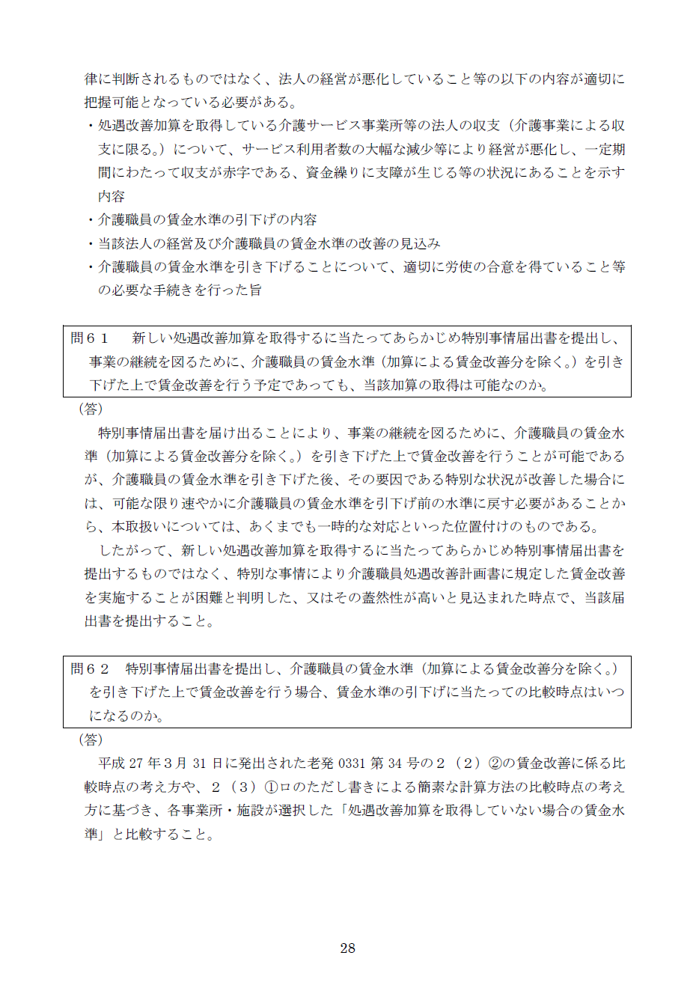 律に判断されるものではなく、法人の経営が悪化していること等の以下の内容が適切に
把握可能となっている必要がある。
・処遇改善加算を取得している介護サービス事業所等の法人の収支（介護事業による収
支に限る。）について、サービス利用者数の大幅な減少等により経営が悪化し、一定期
間にわたって収支が赤字である、資金繰りに支障が生じる等の状況にあることを示す
内容
・介護職員の賃金水準の引下げの内容
・当該法人の経営及び介護職員の賃金水準の改善の見込み
・介護職員の賃金水準を引き下げることについて、適切に労使の合意を得ていること等
の必要な手続きを行った旨
問６１　新しい処遇改善加算を取得するに当たってあらかじめ特別事情届出書を提出し、
事業の継続を図るために、介護職員の賃金水準（加算による賃金改善分を除く。）を引き
下げた上で賃金改善を行う予定であっても、当該加算の取得は可能なのか。
（答）
特別事情届出書を届け出ることにより、事業の継続を図るために、介護職員の賃金水
準（加算による賃金改善分を除く。）を引き下げた上で賃金改善を行うことが可能である
が、介護職員の賃金水準を引き下げた後、その要因である特別な状況が改善した場合に
は、可能な限り速やかに介護職員の賃金水準を引下げ前の水準に戻す必要があることか
ら、本取扱いについては、あくまでも一時的な対応といった位置付けのものである。
したがって、新しい処遇改善加算を取得するに当たってあらかじめ特別事情届出書を
提出するものではなく、特別な事情により介護職員処遇改善計画書に規定した賃金改善
を実施することが困難と判明した、又はその蓋然性が高いと見込まれた時点で、当該届
出書を提出すること。
問６２　特別事情届出書を提出し、介護職員の賃金水準（加算による賃金改善分を除く。）
を引き下げた上で賃金改善を行う場合、賃金水準の引下げに当たっての比較時点はいつ
になるのか。
（答）
平成 27 年３月 31 日に発出された老発 0331 第 34 号の２（２）②の賃金改善に係る比
較時点の考え方や、２（３）①ロのただし書きによる簡素な計算方法の比較時点の考え
方に基づき、各事業所・施設が選択した「処遇改善加算を取得していない場合の賃金水
準」と比較すること。
28